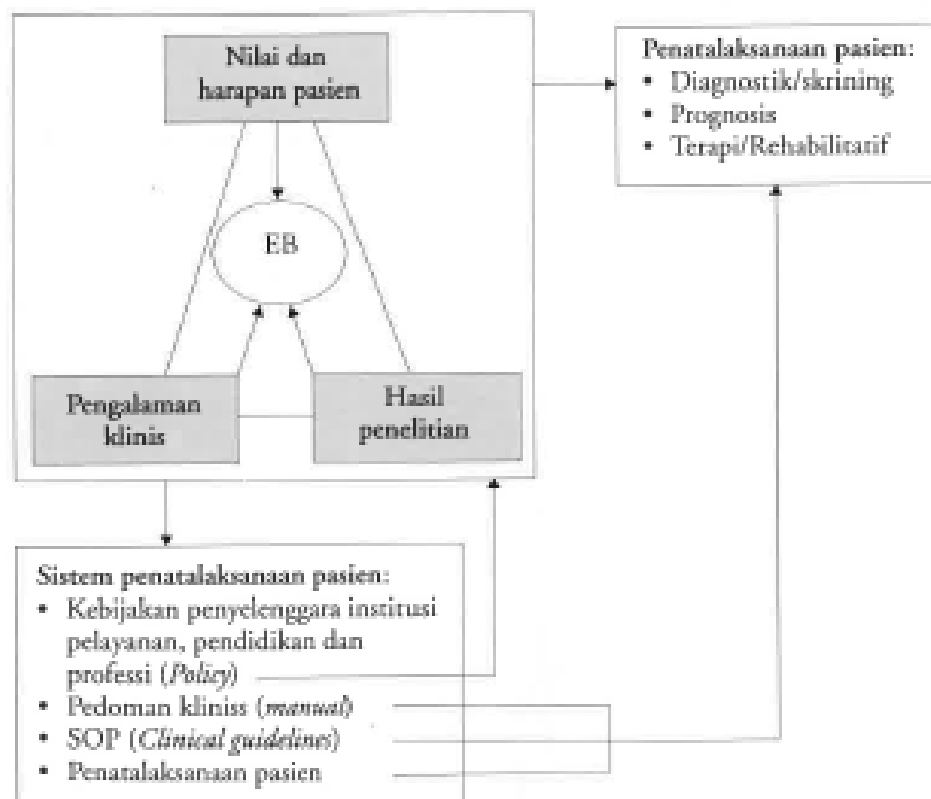 Nilai dan
harapan pasien
EB
Pengalaman
klinis
Hasil
penelitian
Penatalaksanaan pasien:
• Diagnostik/skrining
• Prognosis
• Terapi/Rehabilitatif
Sistem penatalaksanaan pasien:
• Kebijakan penyelenggara institusi
pelayanan, pendidikan dan
professi (Policy)
• Pedoman kliniss (manual)
• SOP (Clinical guidelines)
• Penatalaksanaan pasien